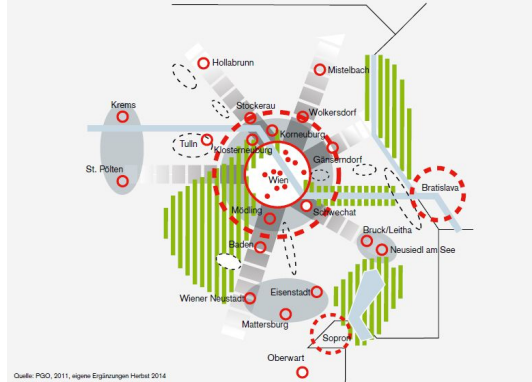 Hollabrunn
Mistelbach
Krems
Stockerau
Wolkersdorf
Korneuburg
Tulln
Klosterneuburg
Gänserndorf
St. Pölten
Wien
Bratislava
Mödling
Schwechat
Bruck/Leitha
Baden
Neusiedl am See
Eisenstadt
Wiener Neustadt
Mattersburg
Sopron
Oberwart
Quelle: PGO, 2011, eigene Ergänzungen Herbst 2014